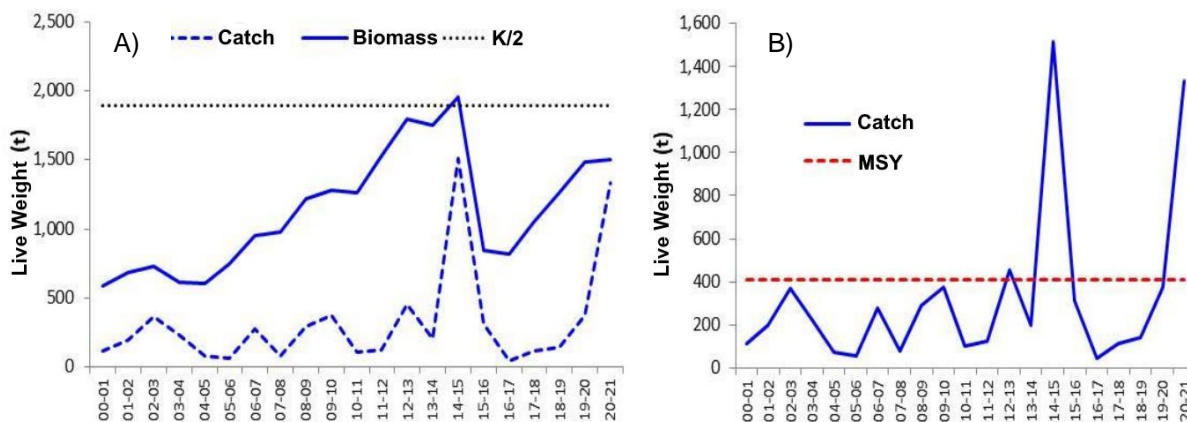 A)
Catch Biomass K/2
Live Weight (t)
2,500
2,000
1,500
1,000
500
0
00-01 01-02 02-03 03-04 04-05 05-06 06-07 07-08 08-09 09-10 10-11 11-12 12-13 13-14 14-15 15-16 16-17 17-18 18-19 19-20 20-21
B)
Catch
MSY
Live Weight (t)
1,600
1,400
1,200
1,000
800
600
400
200
0
00-01 01-02 02-03 03-04 04-05 05-06 06-07 07-08 08-09 09-10 10-11 11-12 12-13 13-14 14-15 15-16 16-17 17-18 18-19 19-20 20-21